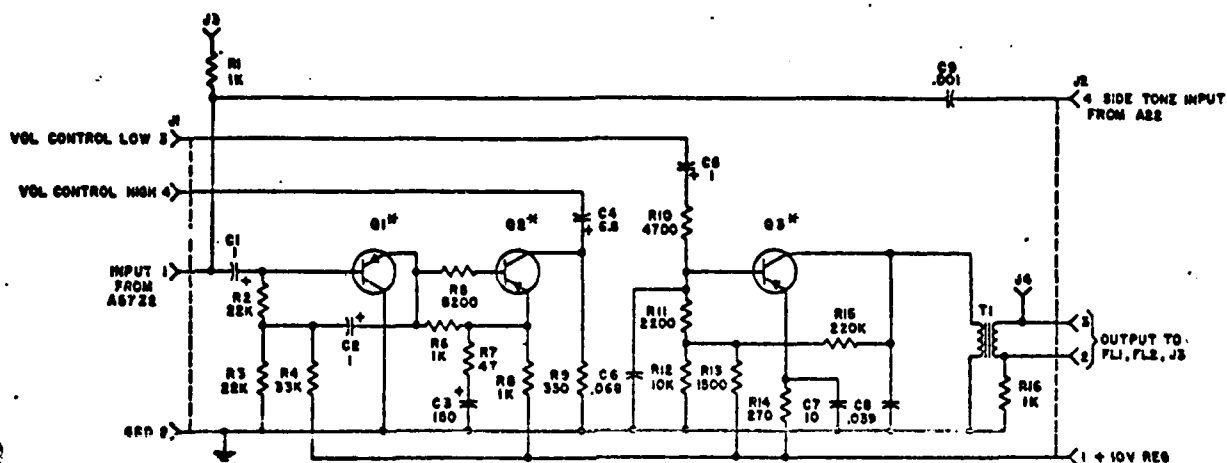 J3
R1
1K
C9
.001
J2
4 SIDE TONE INPUT
FROM A22
J1
VOL CONTROL LOW 3
VOL CONTROL HIGH 4
C5
+ 1
C4
6.8
+
R10
4700
Q1*
Q2*
Q3*
C1
1
+
INPUT 1
FROM
A57Z2
R2
22K
R5
8200
C2
1
+
R6
1K
R7
47
R11
2200
R15
220K
T1
J4
3
2
OUTPUT TO
FL1, FL2, J3
R3
22K
R4
33K
C3
150
+
R8
1K
R9
330
C6
.068
R12
10K
R13
1500
R14
270
C7
10
C8
.039
R16
1K
GRD 2
1 + 10V REG